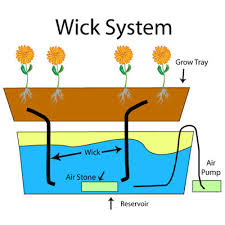 Wick System
Grow Tray
Wick
Air Stone
Air
Pump
Reservoir